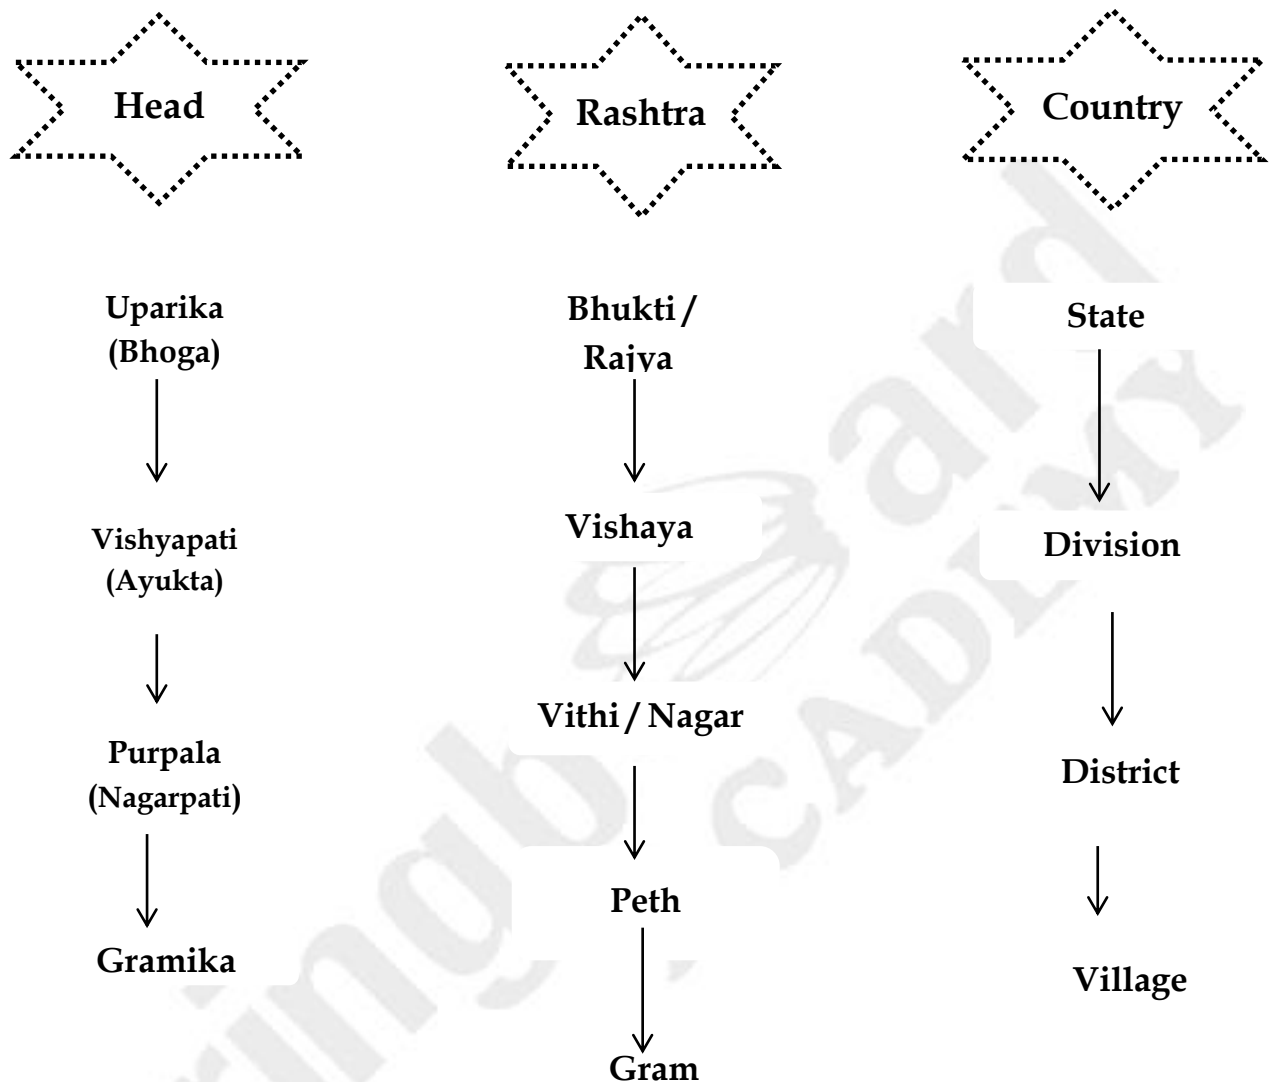 Head
Rashtra
Country
Uparika
(Bhoga)
Bhukti /
Rajya
State
Vishyapati
(Ayukta)
Vishaya
Division
Purpala
(Nagarpati)
Vithi / Nagar
District
Peth
Gramika
Village
Gram